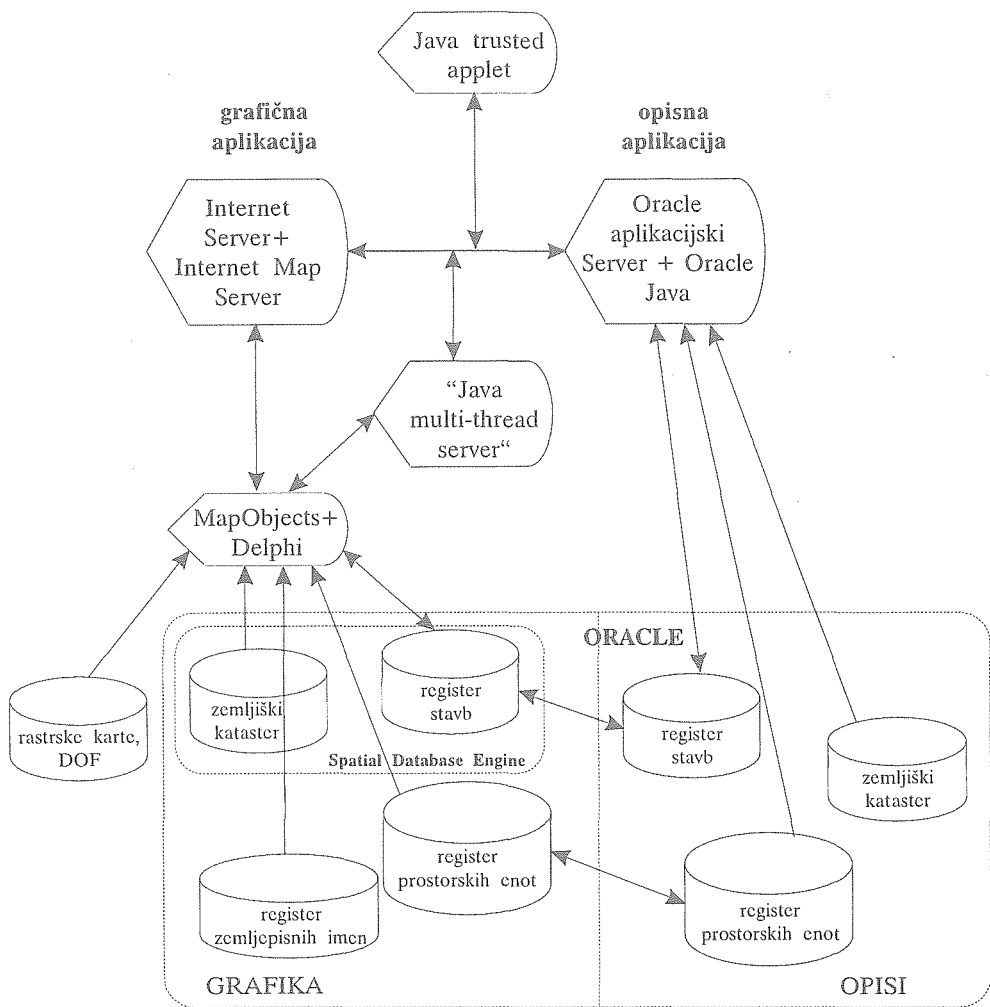 Java trusted
applet
grafična
aplikacija
opisna
aplikacija
Internet
Server+
Internet Map
Server
Oracle
aplikacijski
Server + Oracle
Java
“Java
multi-thread
server“
MapObjects+
Delphi
ORACLE
rastrske karte,
DOF
zemljiški
kataster
register
stavb
Spatial Database Engine
register
stavb
zemljiški
kataster
register
prostorskih enot
register
zemljepisnih imen
register
prostorskih enot
GRAFIKA
OPISI